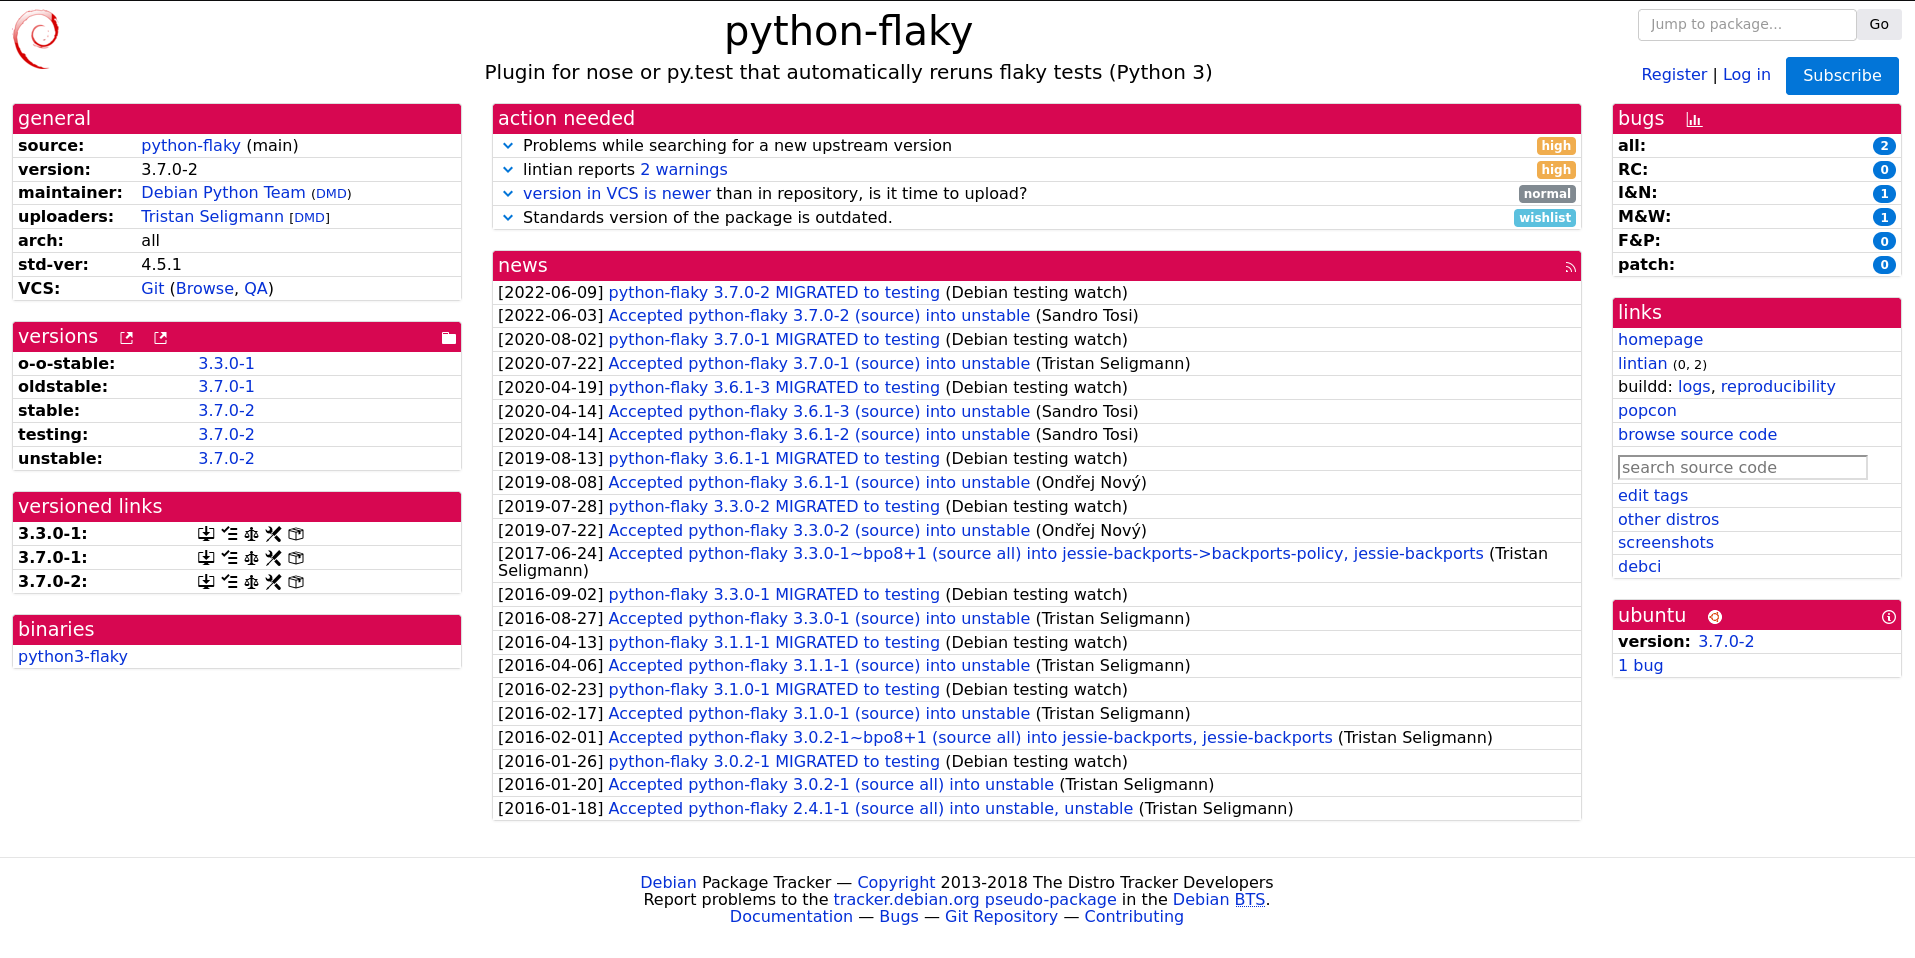 python-flaky
Plugin for nose or py.test that automatically reruns flaky tests (Python 3)
Jump to package...
Go
Register | Log in
Subscribe
general
source: python-flaky (main)
version: 3.7.0-2
maintainer: Debian Python Team (DMD)
uploaders: Tristan Seligmann [DMD]
arch: all
std-ver: 4.5.1
VCS: Git (Browse, QA)
versions
o-o-stable: 3.3.0-1
oldstable: 3.7.0-1
stable: 3.7.0-2
testing: 3.7.0-2
unstable: 3.7.0-2
versioned links
3.3.0-1:
3.7.0-1:
3.7.0-2:
binaries
python3-flaky
action needed
Problems while searching for a new upstream version high
lintian reports 2 warnings high
version in VCS is newer than in repository, is it time to upload? normal
Standards version of the package is outdated. wishlist
news
[2022-06-09] python-flaky 3.7.0-2 MIGRATED to testing (Debian testing watch)
[2022-06-03] Accepted python-flaky 3.7.0-2 (source) into unstable (Sandro Tosi)
[2020-08-02] python-flaky 3.7.0-1 MIGRATED to testing (Debian testing watch)
[2020-07-22] Accepted python-flaky 3.7.0-1 (source) into unstable (Tristan Seligmann)
[2020-04-19] python-flaky 3.6.1-3 MIGRATED to testing (Debian testing watch)
[2020-04-14] Accepted python-flaky 3.6.1-3 (source) into unstable (Sandro Tosi)
[2020-04-14] Accepted python-flaky 3.6.1-2 (source) into unstable (Sandro Tosi)
[2019-08-13] python-flaky 3.6.1-1 MIGRATED to testing (Debian testing watch)
[2019-08-08] Accepted python-flaky 3.6.1-1 (source) into unstable (Ondřej Nový)
[2019-07-28] python-flaky 3.3.0-2 MIGRATED to testing (Debian testing watch)
[2019-07-22] Accepted python-flaky 3.3.0-2 (source) into unstable (Ondřej Nový)
[2017-06-24] Accepted python-flaky 3.3.0-1~bpo8+1 (source all) into jessie-backports->backports-policy, jessie-backports (Tristan
Seligmann)
[2016-09-02] python-flaky 3.3.0-1 MIGRATED to testing (Debian testing watch)
[2016-08-27] Accepted python-flaky 3.3.0-1 (source) into unstable (Tristan Seligmann)
[2016-04-13] python-flaky 3.1.1-1 MIGRATED to testing (Debian testing watch)
[2016-04-06] Accepted python-flaky 3.1.1-1 (source) into unstable (Tristan Seligmann)
[2016-02-23] python-flaky 3.1.0-1 MIGRATED to testing (Debian testing watch)
[2016-02-17] Accepted python-flaky 3.1.0-1 (source) into unstable (Tristan Seligmann)
[2016-02-01] Accepted python-flaky 3.0.2-1~bpo8+1 (source all) into jessie-backports, jessie-backports (Tristan Seligmann)
[2016-01-26] python-flaky 3.0.2-1 MIGRATED to testing (Debian testing watch)
[2016-01-20] Accepted python-flaky 3.0.2-1 (source all) into unstable (Tristan Seligmann)
[2016-01-18] Accepted python-flaky 2.4.1-1 (source all) into unstable, unstable (Tristan Seligmann)
bugs
all: 2
RC: 0
I&N: 1
M&W: 1
F&P: 0
patch: 0
links
homepage
lintian (0, 2)
buildd: logs, reproducibility
popcon
browse source code
search source code
edit tags
other distros
screenshots
debci
ubuntu
version: 3.7.0-2
1 bug
Debian Package Tracker — Copyright 2013-2018 The Distro Tracker Developers
Report problems to the tracker.debian.org pseudo-package in the Debian BTS.
Documentation — Bugs — Git Repository — Contributing